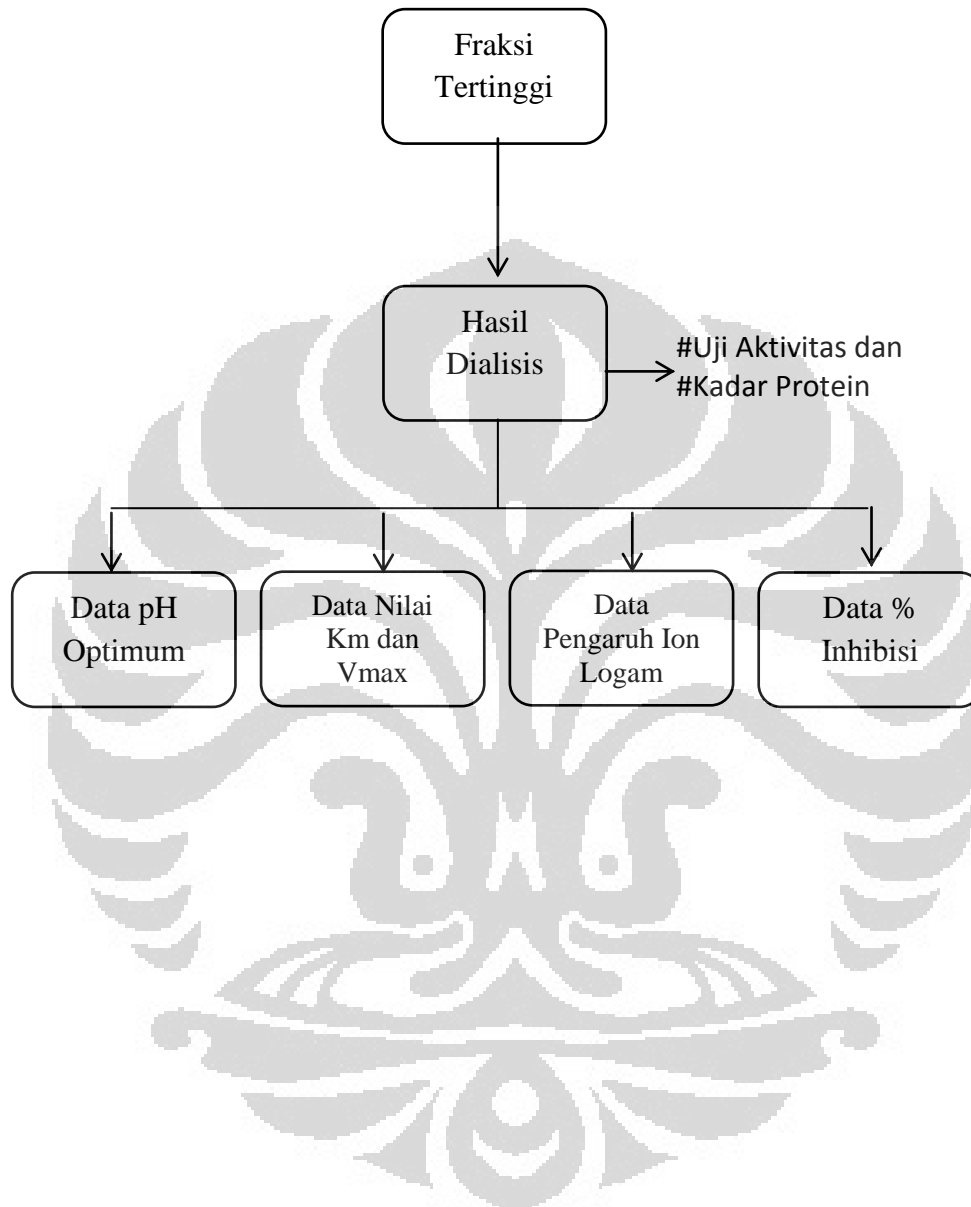 Fraksi
Tertinggi
Hasil
Dialisis
#Uji Aktivitas dan
#Kadar Protein
Data pH
Optimum
Data Nilai
Km dan
Vmax
Data
Pengaruh Ion
Logam
Data %
Inhibisi